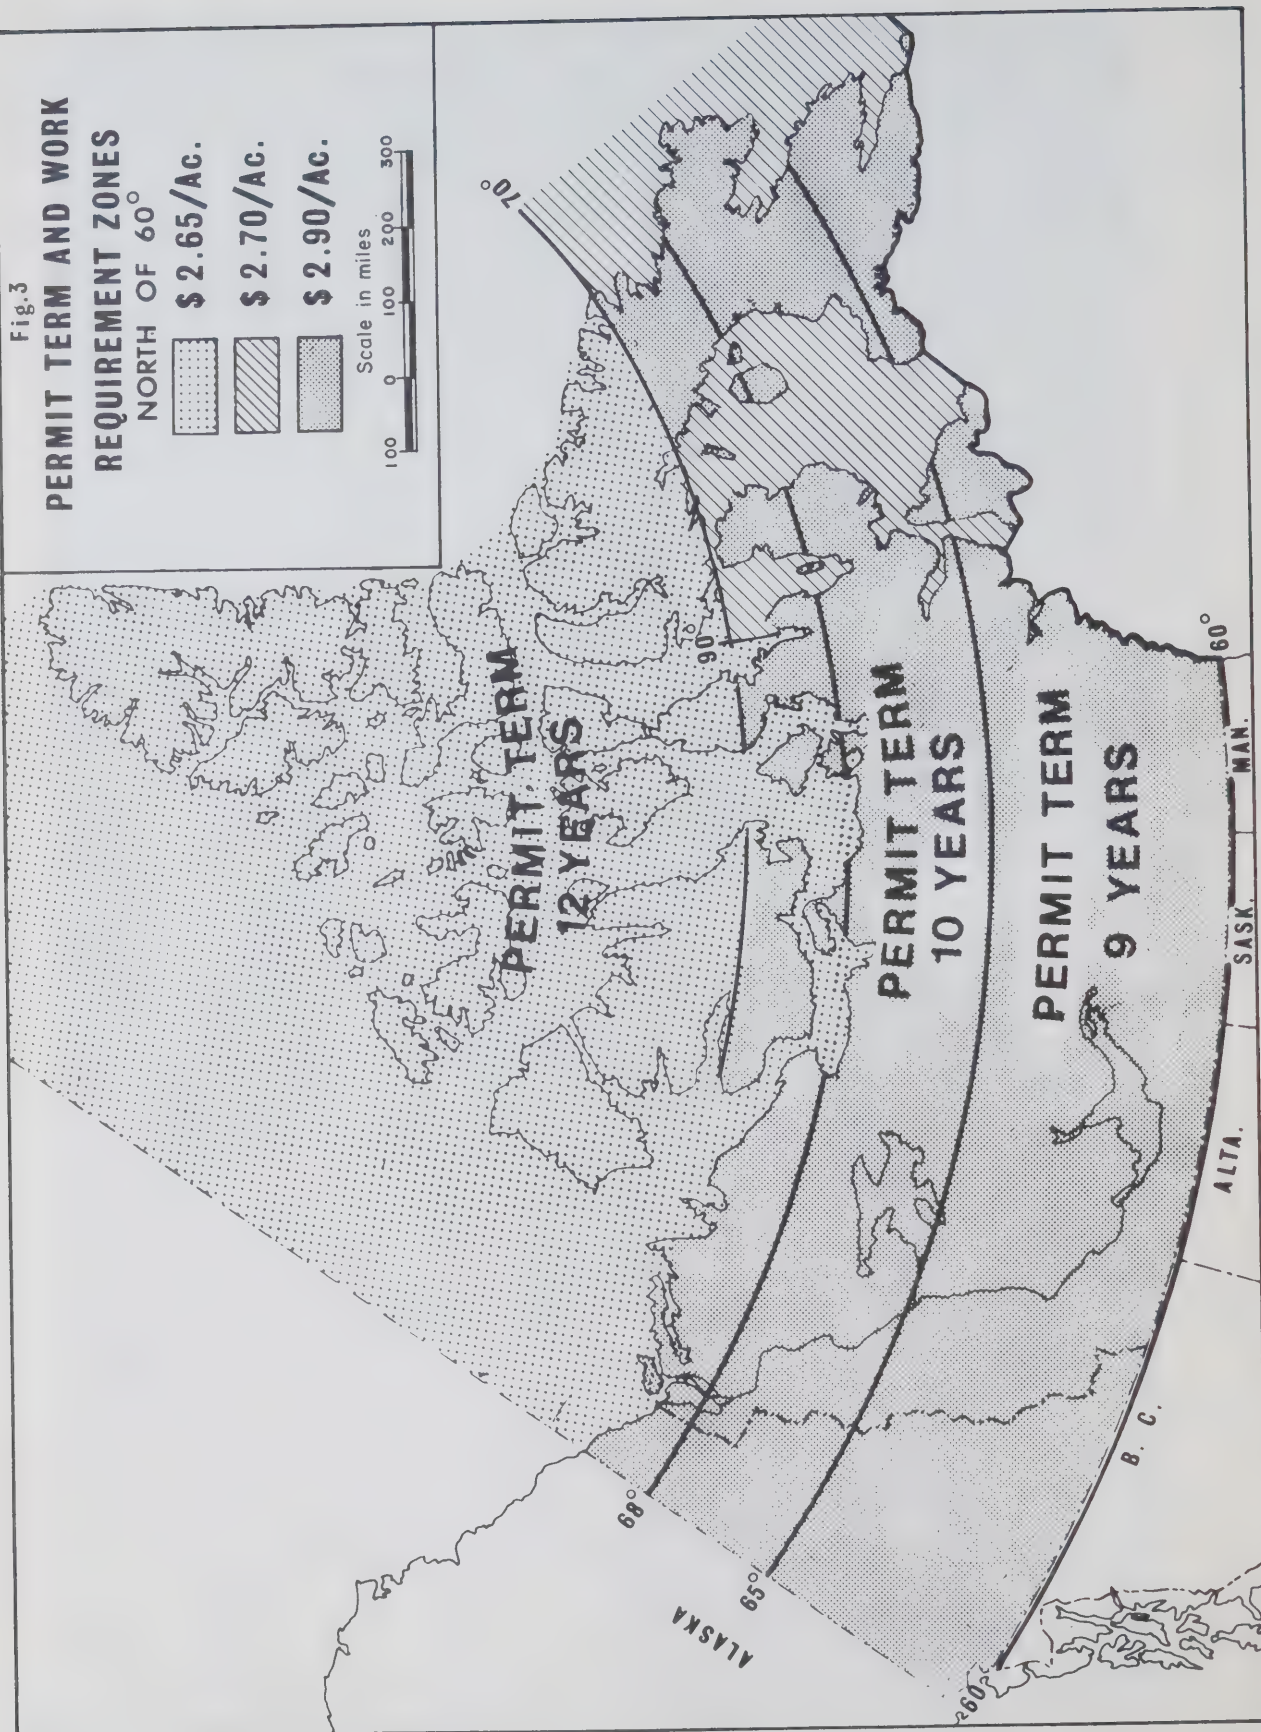 Fig.3
PERMIT TERM AND WORK
REQUIREMENT ZONES
NORTH OF 60°
$ 2.65/Ac.
$ 2.70/Ac.
$ 2.90/Ac.
Scale in miles
100 0 100 200 300
70°
90°
PERMIT TERM
12 YEARS
PERMIT TERM
10 YEARS
PERMIT TERM
9 YEARS
68°
65°
60°
60°
ALASKA
B. C.
ALTA.
SASK.
MAN.